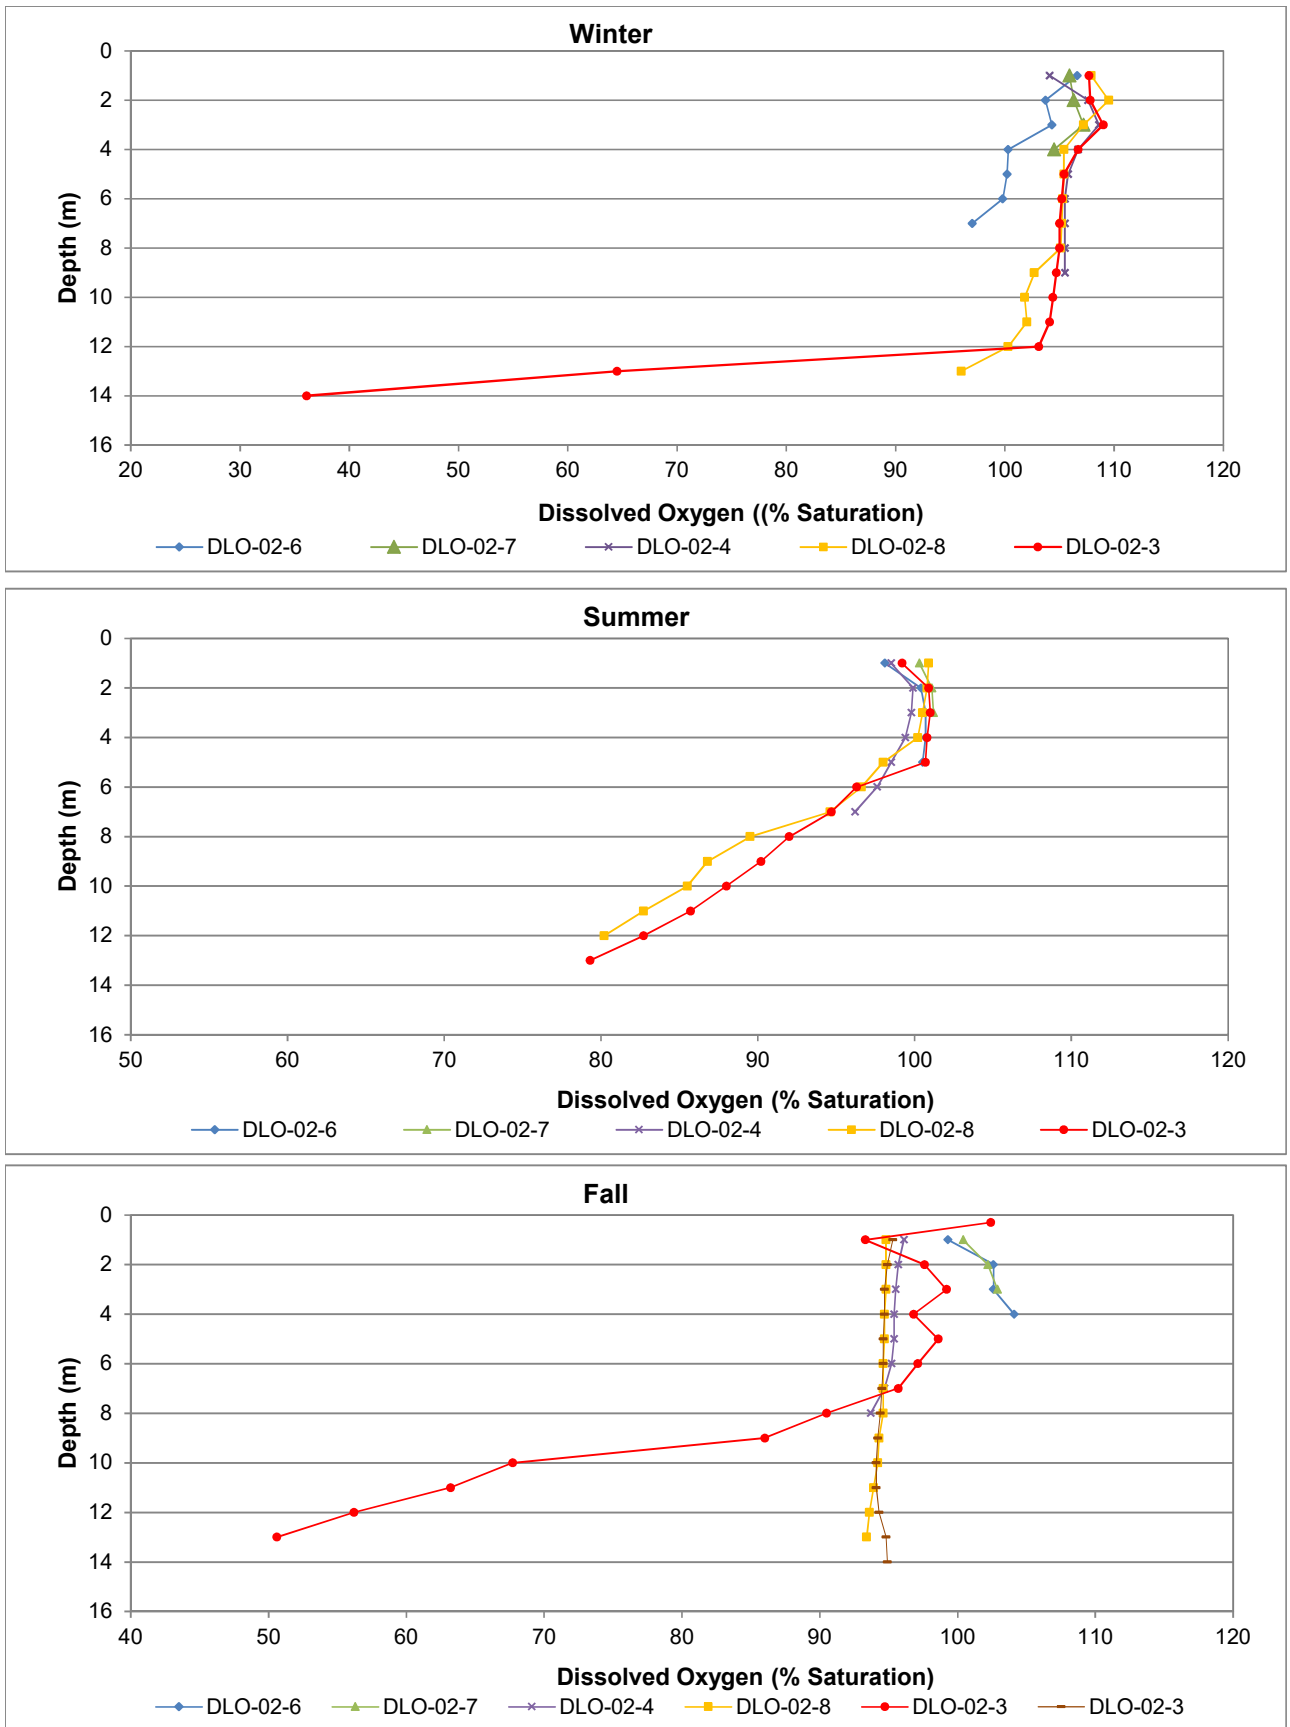 Winter
0
2
4
6
8
10
12
14
16
Depth (m)
20 30 40 50 60 70 80 90 100 110 120
Dissolved Oxygen ((% Saturation)
DLO-02-6 DLO-02-7 DLO-02-4 DLO-02-8 DLO-02-3
Summer
0
2
4
6
8
10
12
14
16
Depth (m)
50 60 70 80 90 100 110 120
Dissolved Oxygen (% Saturation)
DLO-02-6 DLO-02-7 DLO-02-4 DLO-02-8 DLO-02-3
Fall
0
2
4
6
8
10
12
14
16
Depth (m)
40 50 60 70 80 90 100 110 120
Dissolved Oxygen (% Saturation)
DLO-02-6 DLO-02-7 DLO-02-4 DLO-02-8 DLO-02-3 DLO-02-3